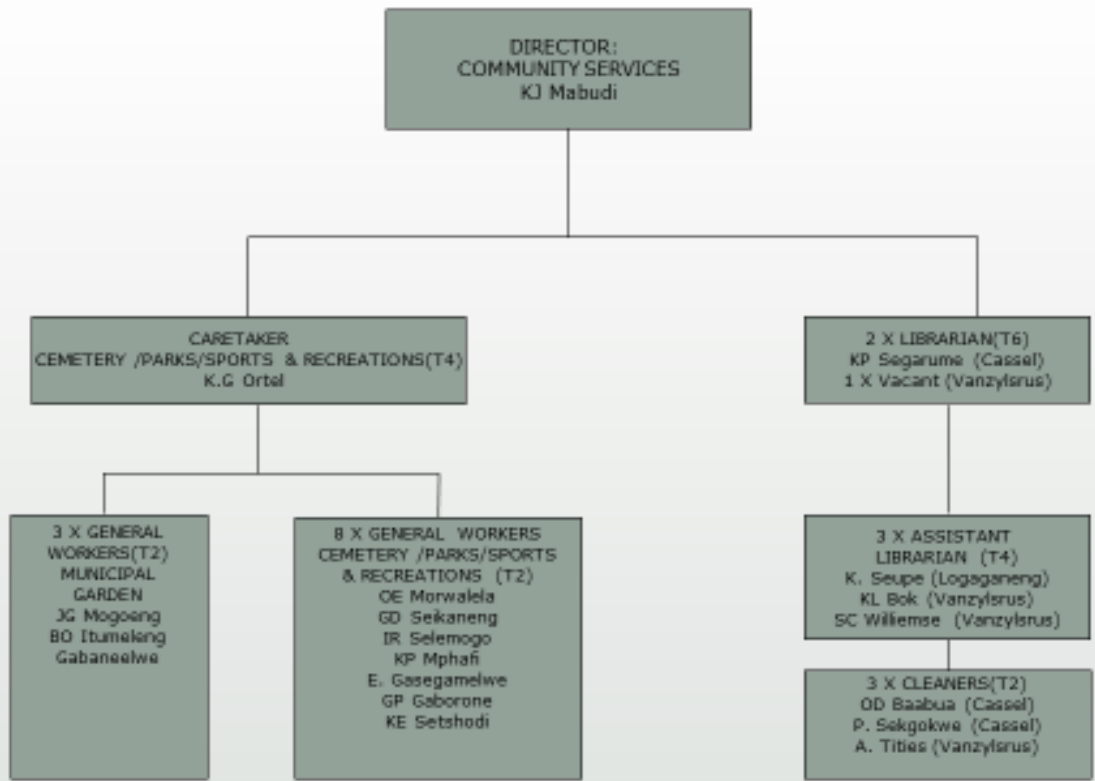 DIRECTOR:
COMMUNITY SERVICES
KJ Mabudi
CARETAKER
CEMETERY /PARKS/SPORTS & RECREATIONS(T4)
K.G Ortel
2 X LIBRARIAN(T6)
KP Segarume (Cassel)
1 X Vacant (Vanzylsrus)
3 X GENERAL
WORKERS(T2)
MUNICIPAL
GARDEN
JG Mogoeng
BO Itumeleng
Gabaneelwe
8 X GENERAL WORKERS
CEMETERY /PARKS/SPORTS
& RECREATIONS (T2)
OE Morwalela
GD Seikaneng
IR Selemogo
KP Mphafi
E. Gasegamelwe
GP Gaborone
KE Setshodi
3 X ASSISTANT
LIBRARIAN (T4)
K. Seupe (Logaganeng)
KL Bok (Vanzylsrus)
SC Williemse (Vanzylsrus)
3 X CLEANERS(T2)
OD Baabua (Cassel)
P. Sekgokwe (Cassel)
A. Tities (Vanzylsrus)